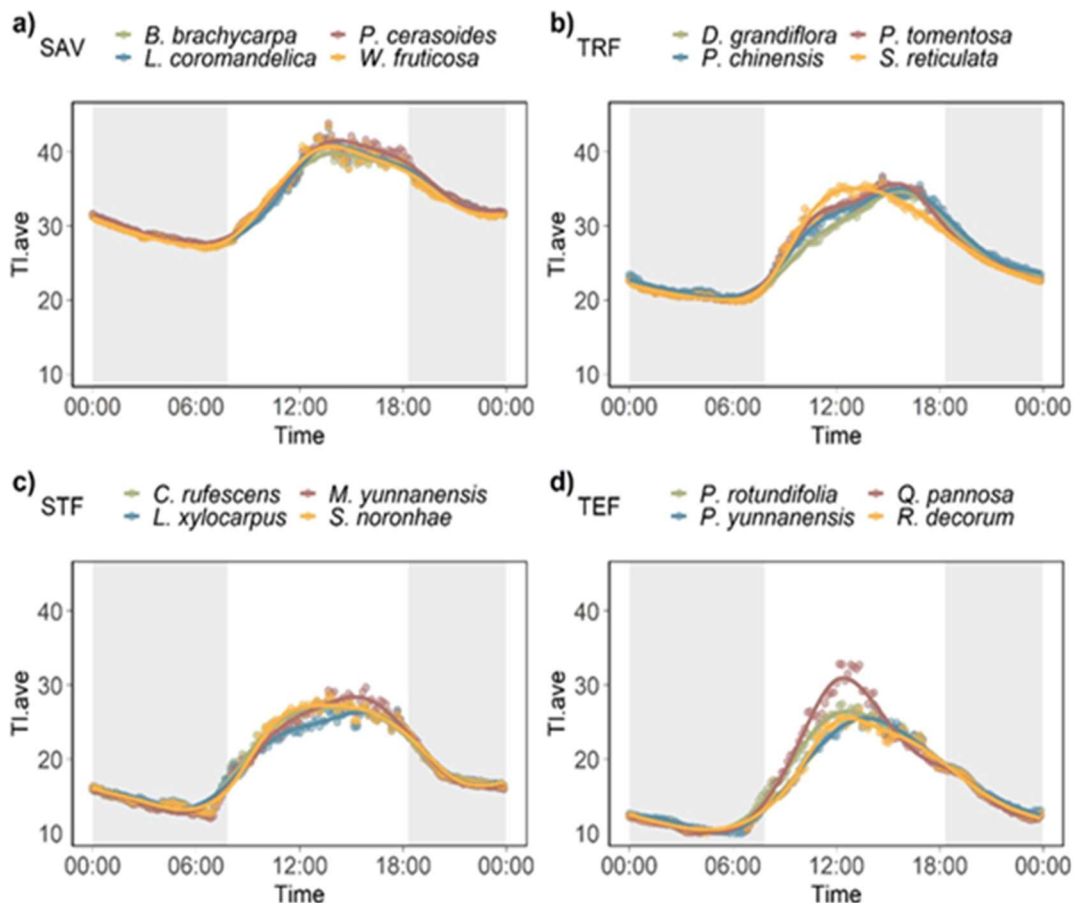 a) SAV B. brachycarpa P. cerasoides
L. coromandelica W. fruticosa
Tl.ave
40
30
20
10
00:00 06:00 12:00 18:00 00:00
Time
b) TRF D. grandiflora P. tomentosa
P. chinensis S. reticulata
Tl.ave
40
30
20
10
00:00 06:00 12:00 18:00 00:00
Time
c) STF C. rufescens M. yunnanensis
L. xylocarpus S. noronhae
Tl.ave
40
30
20
10
00:00 06:00 12:00 18:00 00:00
Time
d) TEF P. rotundifolia Q. pannosa
P. yunnanensis R. decorum
Tl.ave
40
30
20
10
00:00 06:00 12:00 18:00 00:00
Time